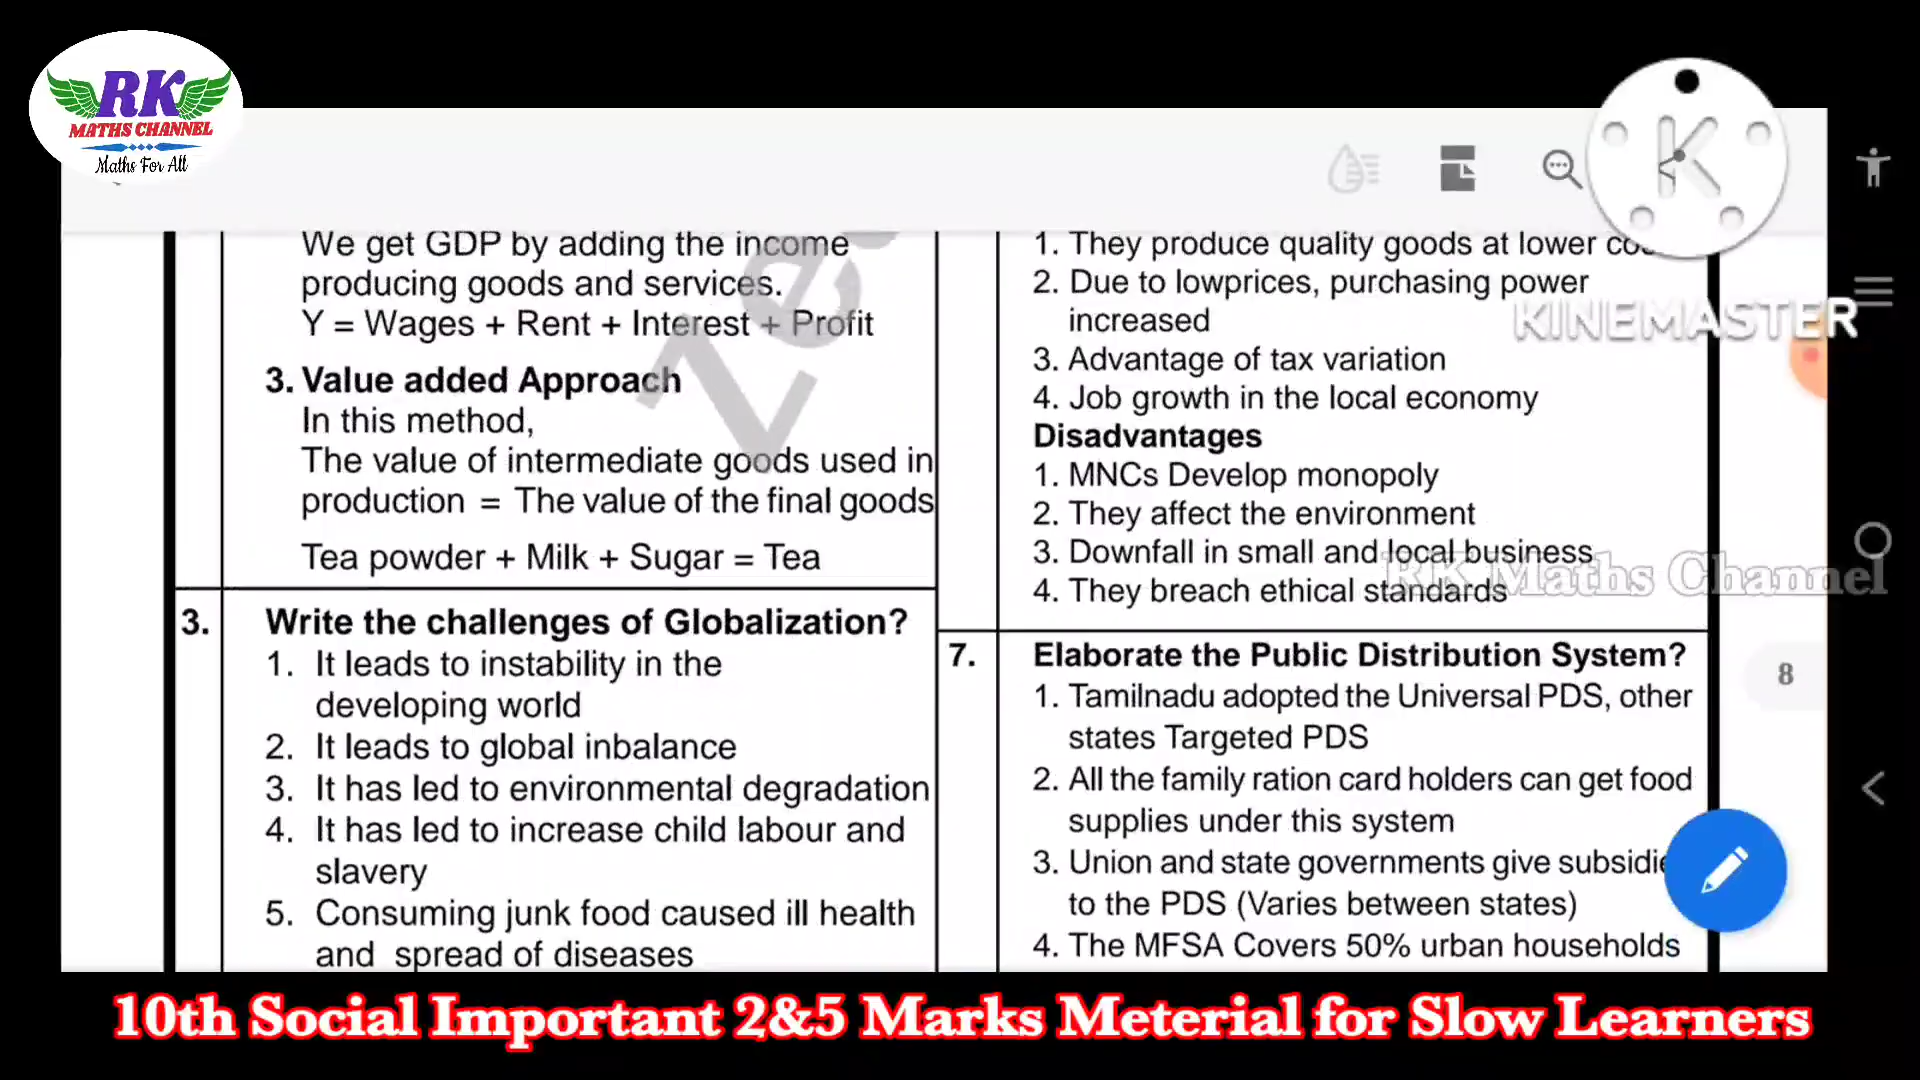 RK
MATHS CHANNEL
Maths For All
We get GDP by adding the income
producing goods and services.
Y = Wages + Rent + Interest + Profit
3. Value added Approach
In this method,
The value of intermediate goods used in
production = The value of the final goods
Tea powder + Milk + Sugar = Tea
3. Write the challenges of Globalization?
1. It leads to instability in the
developing world
2. It leads to global inbalance
3. It has led to environmental degradation
4. It has led to increase child labour and
slavery
5. Consuming junk food caused ill health
and spread of diseases
1. They produce quality goods at lower
2. Due to lowprices, purchasing power
increased
3. Advantage of tax variation
4. Job growth in the local economy
Disadvantages
1. MNCs Develop monopoly
2. They affect the environment
3. Downfall in small and local business
4. They breach ethical standards
7. Elaborate the Public Distribution System?
1. Tamilnadu adopted the Universal PDS, other
states Targeted PDS
2. All the family ration card holders can get food
supplies under this system
3. Union and state governments give
to the PDS (Varies between states)
4. The MFSA Covers 50% urban households
K
KINEMASTER
RK Maths Channel
8
10th Social Important 2&5 Marks Meterial for Slow Learners